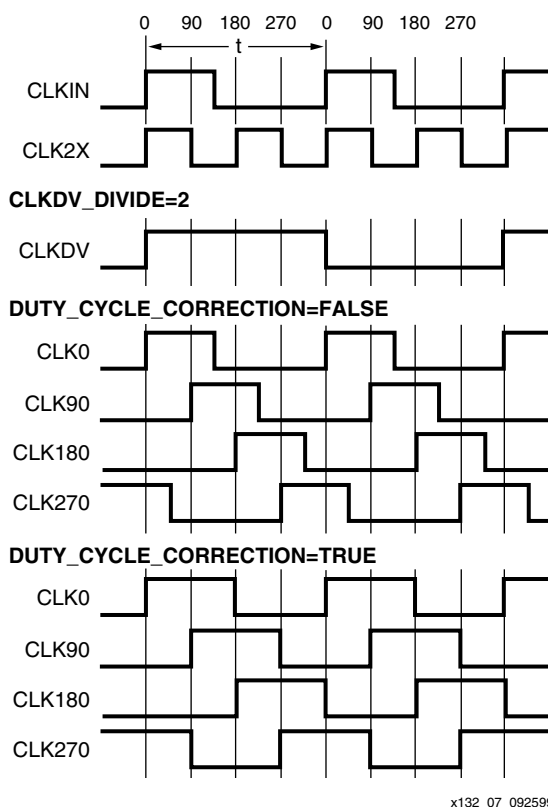 0 90 180 270 0 90 180 270
t
CLKIN
CLK2X
CLKDV_DIVIDE=2
CLKDV
DUTY_CYCLE_CORRECTION=FALSE
CLK0
CLK90
CLK180
CLK270
DUTY_CYCLE_CORRECTION=TRUE
CLK0
CLK90
CLK180
CLK270
x132_07_092599